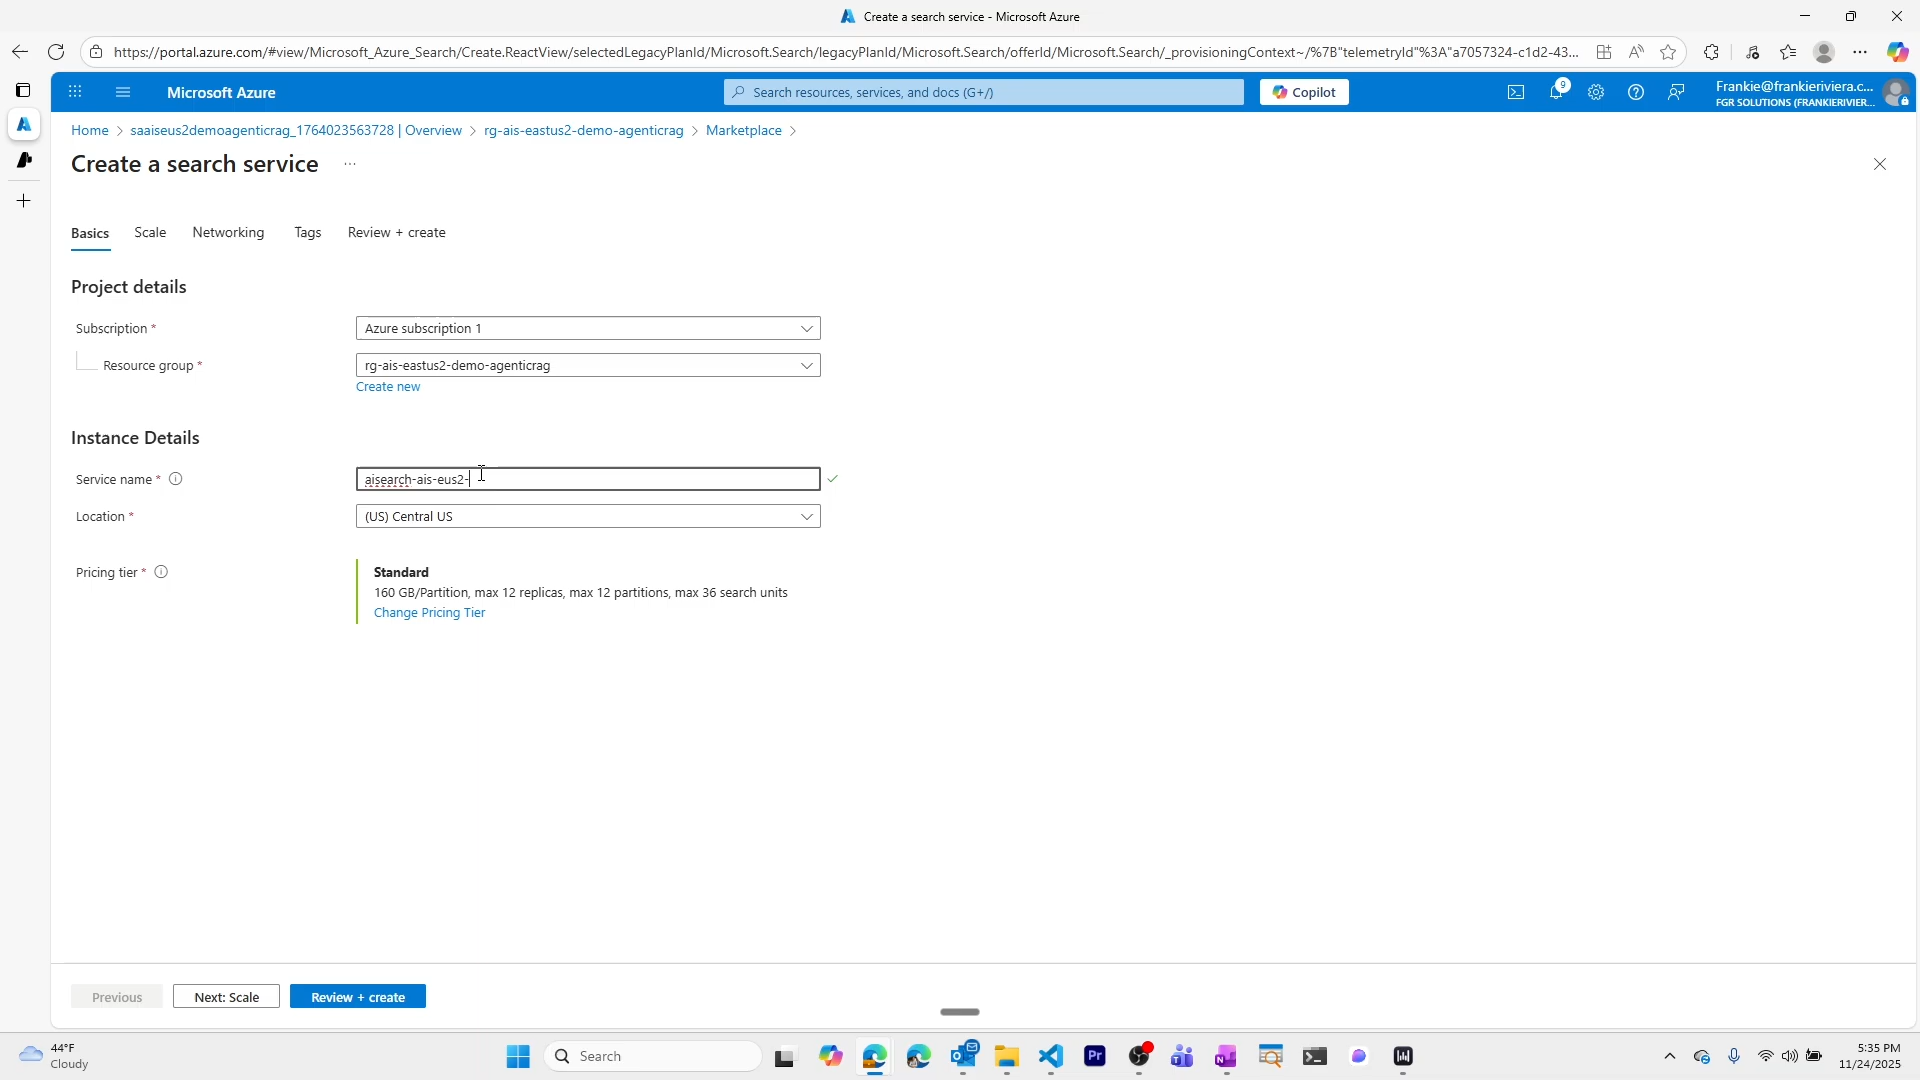 Create a search service - Microsoft Azure
https://portal.azure.com/#view/Microsoft_Azure_Search/Create.ReactView/selectedLegacyPlanId/Microsoft.Search/legacyPlanId/Microsoft.Search/offerId/Microsoft.Search/_provisioningContext~/%7B"telemetryId"%3A"a7057324-c1d2-43...
Microsoft Azure
Search resources, services, and docs (G+/)
Copilot
9
Frankie@frankieriviera.c...
FGR SOLUTIONS (FRANKIERIVIER...
Home > saaiseus2demoagenticrag_1764023563728 | Overview > rg-ais-eastus2-demo-agenticrag > Marketplace >
Create a search service ...
Basics Scale Networking Tags Review + create
Project details
Subscription * Azure subscription 1
Resource group * rg-ais-eastus2-demo-agenticrag
Create new
Instance Details
Service name * aisearch-ais-eus2-
Location * (US) Central US
Pricing tier * Standard
160 GB/Partition, max 12 replicas, max 12 partitions, max 36 search units
Change Pricing Tier
Previous Next: Scale Review + create
44°F
Cloudy
Search
Pr
5:35 PM
11/24/2025